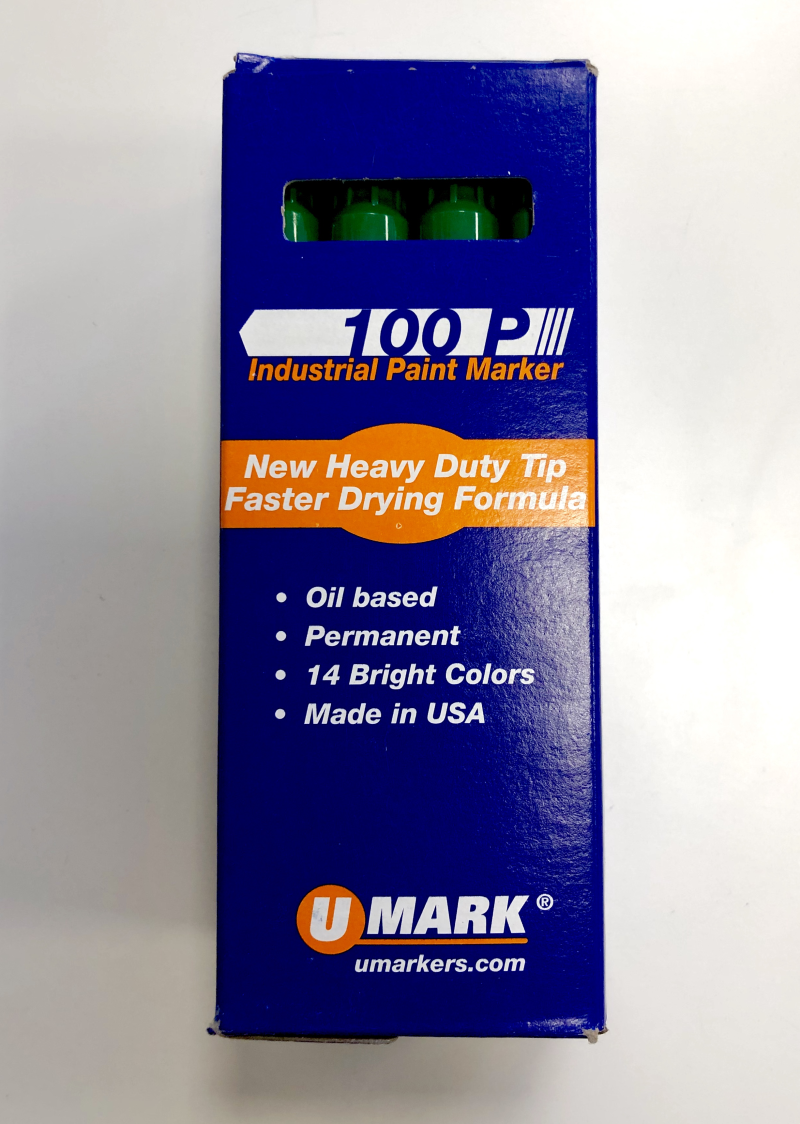 100 P
Industrial Paint Marker
New Heavy Duty Tip
Faster Drying Formula
• Oil based
• Permanent
• 14 Bright Colors
• Made in USA
UMARK®
umarkers.com